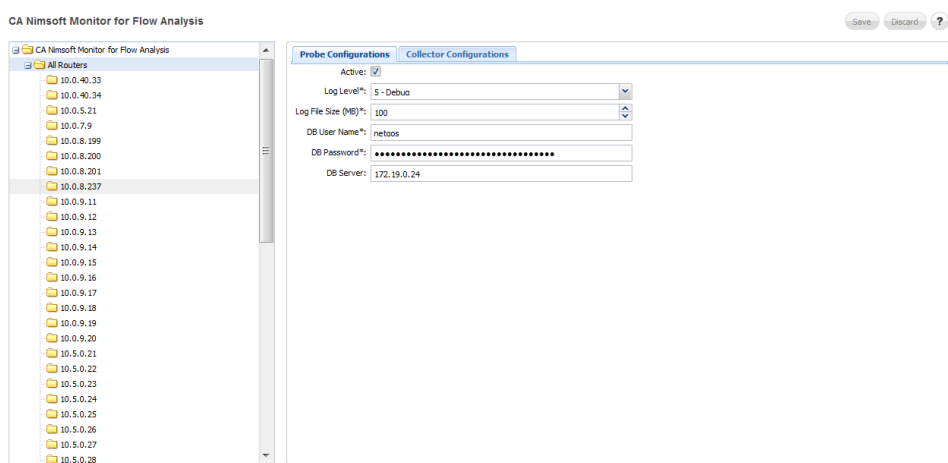 CA Nimsoft Monitor for Flow Analysis
Save
Discard
?
CA Nimsoft Monitor for Flow Analysis
All Routers
10.0.40.33
10.0.40.34
10.0.5.21
10.0.7.9
10.0.8.199
10.0.8.200
10.0.8.201
10.0.8.237
10.0.9.11
10.0.9.12
10.0.9.13
10.0.9.14
10.0.9.15
10.0.9.16
10.0.9.17
10.0.9.18
10.0.9.19
10.0.9.20
10.5.0.21
10.5.0.22
10.5.0.23
10.5.0.24
10.5.0.25
10.5.0.26
10.5.0.27
10.5.0.28
Probe Configurations
Collector Configurations
Active:
Log Level*: 5 - Debug
Log File Size (MB)*: 100
DB User Name*: netqos
DB Password*: ••••••••••••••••••••••••••••••••••
DB Server: 172.19.0.24